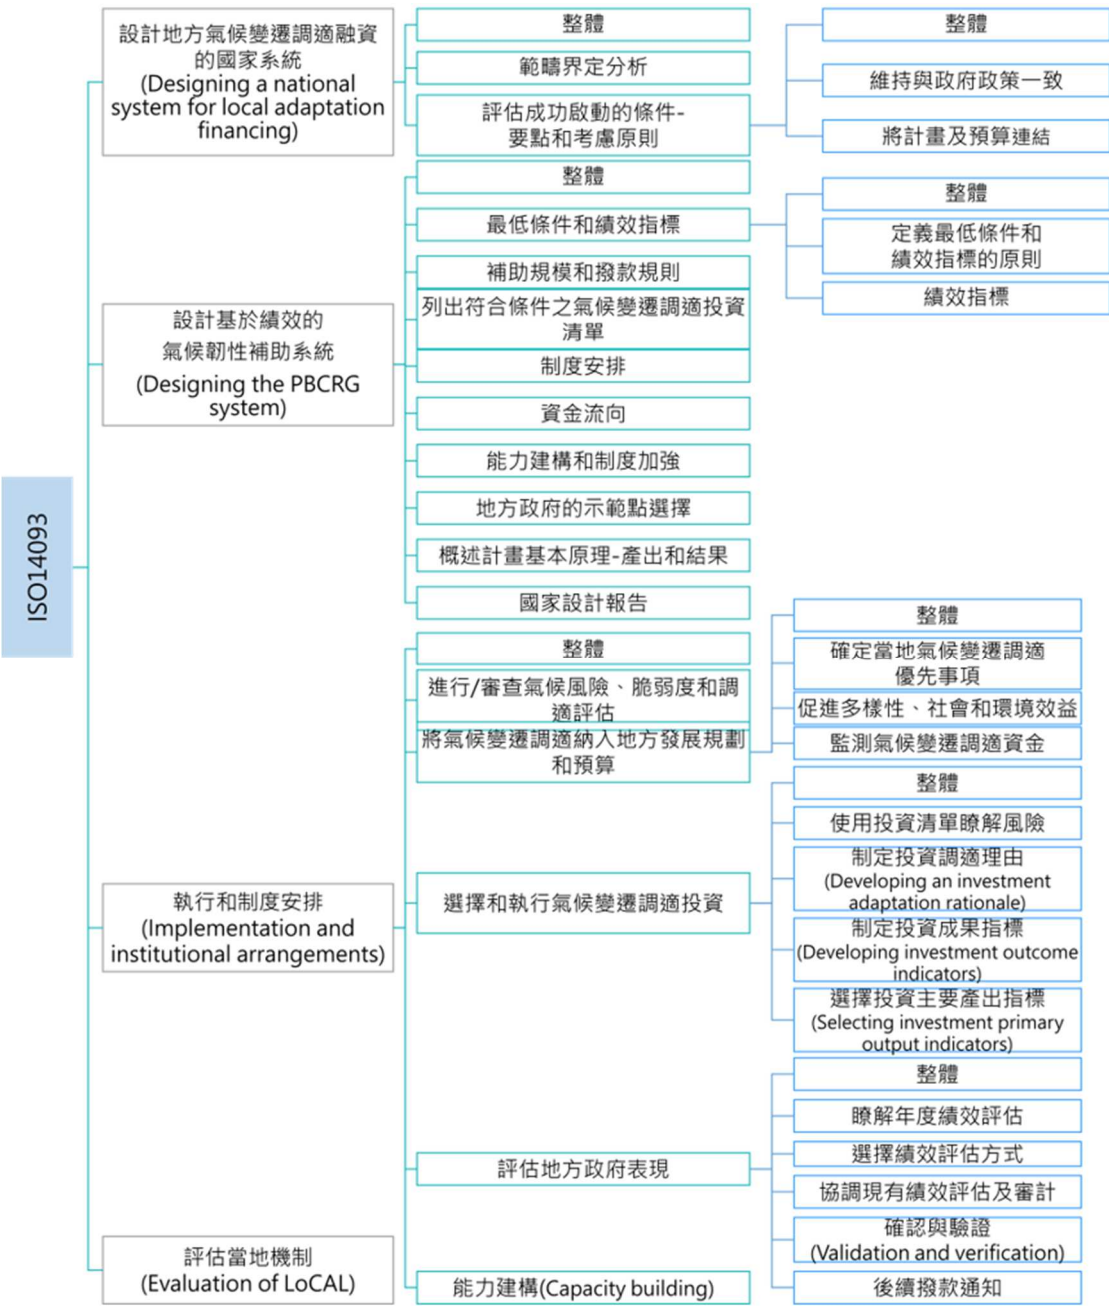 ISO14093
設計地方氣候變遷調適融資
的國家系統
(Designing a national
system for local adaptation
financing)
整體
範疇界定分析
評估成功啟動的條件-
要點和考慮原則
整體
維持與政府政策一致
將計畫及預算連結
設計基於績效的
氣候韌性補助系統
(Designing the PBCRG
system)
整體
最低條件和績效指標
整體
定義最低條件和
績效指標的原則
績效指標
補助規模和撥款規則
列出符合條件之氣候變遷調適投資
清單
制度安排
資金流向
能力建構和制度加強
地方政府的示範點選擇
概述計畫基本原理-產出和結果
國家設計報告
執行和制度安排
(Implementation and
institutional arrangements)
整體
進行/審查氣候風險、脆弱度和調
適評估
將氣候變遷調適納入地方發展規劃
和預算
整體
確定當地氣候變遷調適
優先事項
促進多樣性、社會和環境效益
監測氣候變遷調適資金
選擇和執行氣候變遷調適投資
整體
使用投資清單瞭解風險
制定投資調適理由
(Developing an investment
adaptation rationale)
制定投資成果指標
(Developing investment outcome
indicators)
選擇投資主要產出指標
(Selecting investment primary
output indicators)
評估地方政府表現
整體
瞭解年度績效評估
選擇績效評估方式
協調現有績效評估及審計
確認與驗證
(Validation and verification)
後續撥款通知
能力建構(Capacity building)
評估當地機制
(Evaluation of LoCAL)